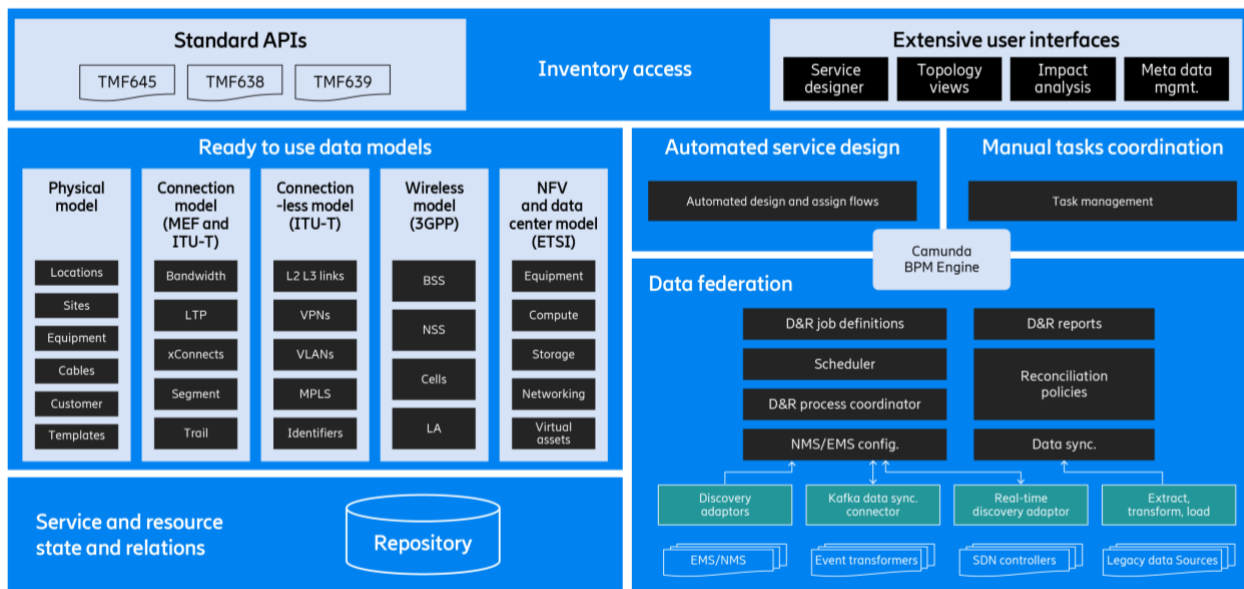 Standard APIs
TMF645
TMF638
TMF639
Inventory access
Extensive user interfaces
Service
designer
Topology
views
Impact
analysis
Meta data
mgmt.
Ready to use data models
Physical
model
Locations
Sites
Equipment
Cables
Customer
Templates
Connection
model
(MEF and
ITU-T)
Bandwidth
LTP
xConnects
Segment
Trail
Connection
-less model
(ITU-T)
L2 L3 links
VPNs
VLANs
MPLS
Identifiers
Wireless
model
(3GPP)
BSS
NSS
Cells
LA
NFV
and data
center model
(ETSI)
Equipment
Compute
Storage
Networking
Virtual
assets
Service and resource
state and relations
Repository
Automated service design
Automated design and assign flows
Manual tasks coordination
Task management
Camunda
BPM Engine
Data federation
D&R job definitions
Scheduler
D&R process coordinator
NMS/EMS config.
D&R reports
Reconciliation
policies
Data sync.
Discovery
adaptors
Kafka data sync.
connector
Real-time
discovery adaptor
Extract,
transform, load
EMS/NMS
Event transformers
SDN controllers
Legacy data Sources